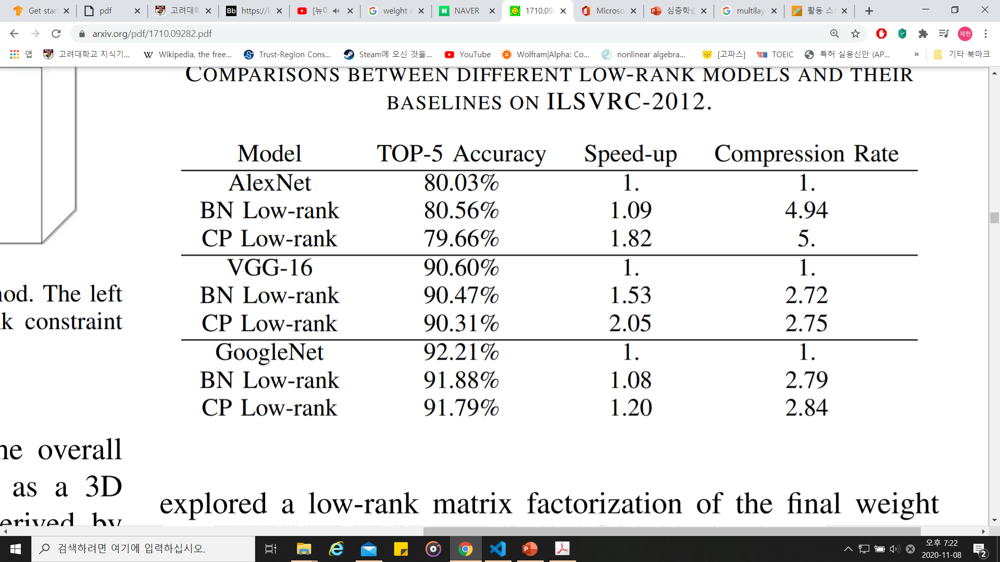 Get star
pdf
고려대학
Bb https://k
[뉴이
weight c
NAVER
1710.092
Microso
심층학습
multilay
활동 스
arxiv.org/pdf/1710.09282.pdf
재헌
앱
고려대학교 지식기...
W Wikipedia, the free...
Trust-Region Cons...
Steam에 오신 것을...
YouTube
Wolfram|Alpha: Co...
nonlinear algebra...
[고파스]
TOEIC
특허 실용신안 (AP...
»
기타 북마크
COMPARISONS BETWEEN DIFFERENT LOW-RANK MODELS AND THEIR
BASELINES ON ILSVRC-2012.
Model TOP-5 Accuracy Speed-up Compression Rate
AlexNet 80.03% 1. 1.
BN Low-rank 80.56% 1.09 4.94
CP Low-rank 79.66% 1.82 5.
VGG-16 90.60% 1. 1.
BN Low-rank 90.47% 1.53 2.72
CP Low-rank 90.31% 2.05 2.75
GoogleNet 92.21% 1. 1.
BN Low-rank 91.88% 1.08 2.79
CP Low-rank 91.79% 1.20 2.84
od. The left
k constraint
he overall
as a 3D
erived by
explored a low-rank matrix factorization of the final weight
검색하려면 여기에 입력하십시오.
오후 7:22
2020-11-08
2